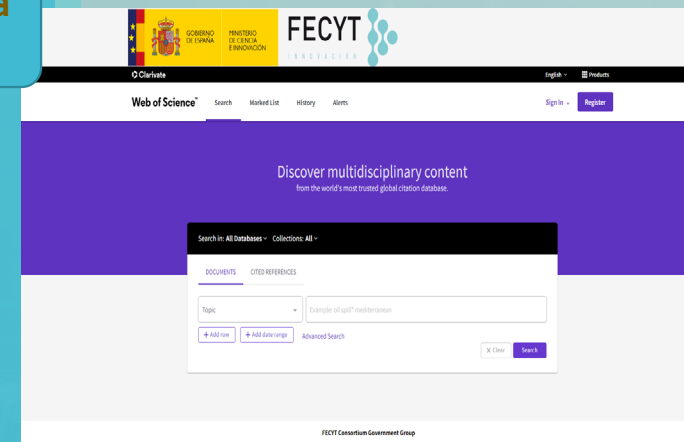 a
GOBIERNO
DE ESPAÑA
MINISTERIO
DE CIENCIA
E INNOVACIÓN
FECYT
INNOVACIÓN
Clarivate English Products
Web of Science™ Search Marked List History Alerts Sign In Register
Discover multidisciplinary content
from the world's most trusted global citation database.
Search in: All Databases Collections: All
DOCUMENTS CITED REFERENCES
Topic Example: oil spill* mediterranean
+ Add row + Add date range Advanced Search
X Clear Search
FECYT Consortium Government Group